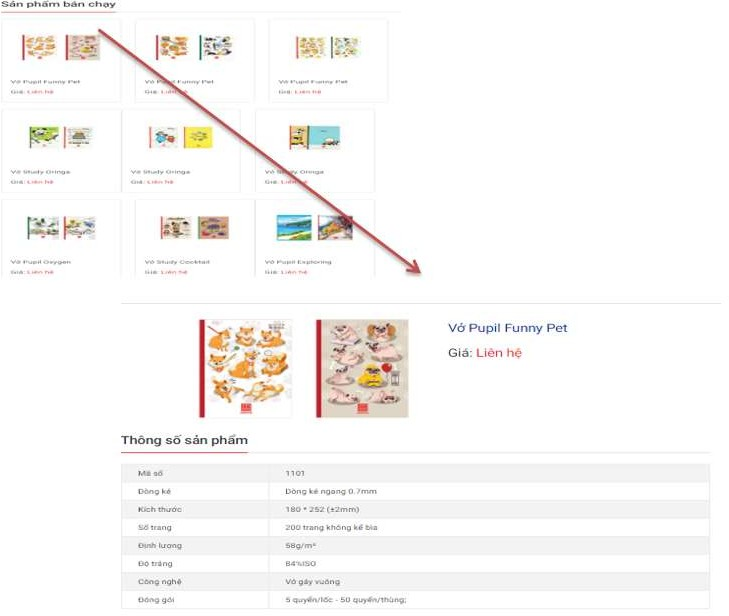 Sản phẩm bán chạy
Vở Pupil Funny Pet
Vở Pupil Funny Pet
Vở Pupil Funny Pet
Giá: Liên hệ
Giá: Liên hệ
Giá: Liên hệ
Vở Study Oringa
Vở Study Oringa
Vở Study Oringa
Giá: Liên hệ
Giá: Liên hệ
Giá: Liên hệ
Vở Pupil Oxygen
Vở Study Cocktail
Vở Pupil Exploring
Giá: Liên hệ
Giá: Liên hệ
Giá: Liên hệ
Vở Pupil Funny Pet
Giá: Liên hệ
Thông số sản phẩm
Mã số 1101
Dòng kẻ Dòng kẻ ngang 0.7mm
Kích thước 180 * 252 (±2mm)
Số trang 200 trang không kể bìa
Định lượng 58g/m²
Độ trắng 84%ISO
Công nghệ Vở gáy vuông
Đóng gói 5 quyển/lốc - 50 quyển/thùng;